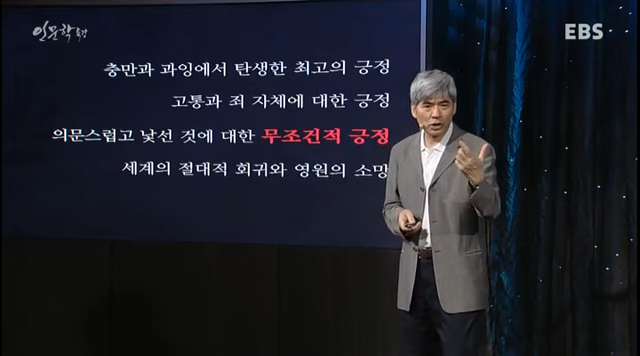 인문학 특강
EBS
충만과 과잉에서 탄생한 최고의 긍정
고통과 죄 자체에 대한 긍정
의문스럽고 낯선 것에 대한 무조건적 긍정
세계의 절대적 회귀와 영원의 소망